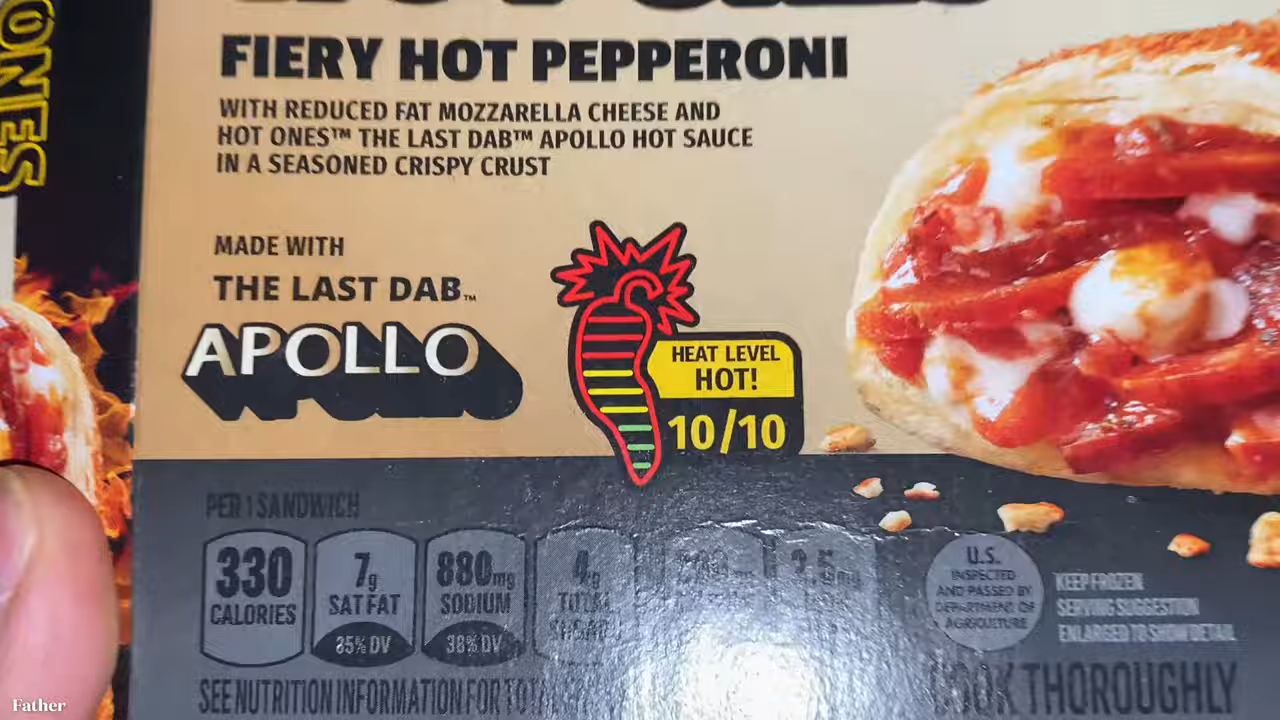 ONES
FIERY HOT PEPPERONI
WITH REDUCED FAT MOZZARELLA CHEESE AND
HOT ONES™ THE LAST DAB™ APOLLO HOT SAUCE
IN A SEASONED CRISPY CRUST
MADE WITH
THE LAST DAB™
APOLLO
HEAT LEVEL
HOT!
10/10
PER 1 SANDWICH
330
CALORIES
7g
SAT FAT
35% DV
880mg
SODIUM
38% DV
4g
TOTAL
SEE NUTRITION INFORMATION FOR
U.S.
INSPECTED
AND PASSED BY
DEPARTMENT OF
AGRICULTURE
KEEP FROZEN
SERVING SUGGESTION
ENLARGED TO SHOW DETAIL
COOK THOROUGHLY
Father